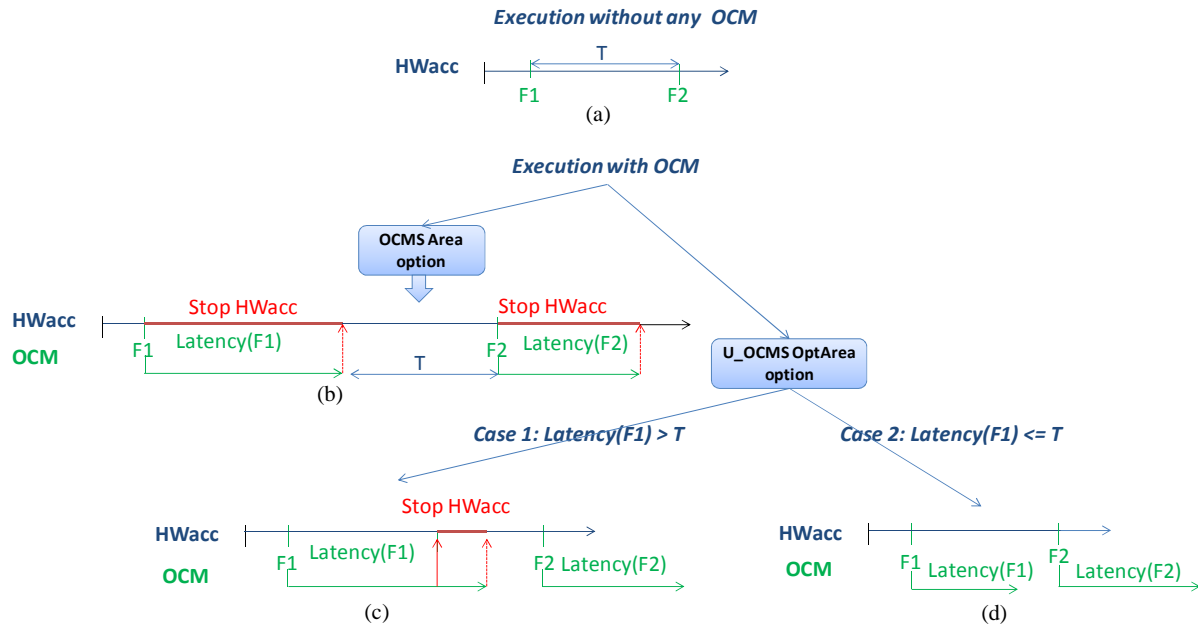 Execution without any OCM
T
HWacc
F1
F2
(a)
Execution with OCM
OCMS Area
option
Stop HWacc
Stop HWacc
HWacc
F1
Latency(F1)
F2
Latency(F2)
OCM
T
(b)
U_OCMS OptArea
option
Case 1: Latency(F1) > T
Case 2: Latency(F1) <= T
Stop HWacc
HWacc
F1
Latency(F1)
F2
Latency(F2)
OCM
(c)
HWacc
F1
Latency(F1)
F2
Latency(F2)
OCM
(d)